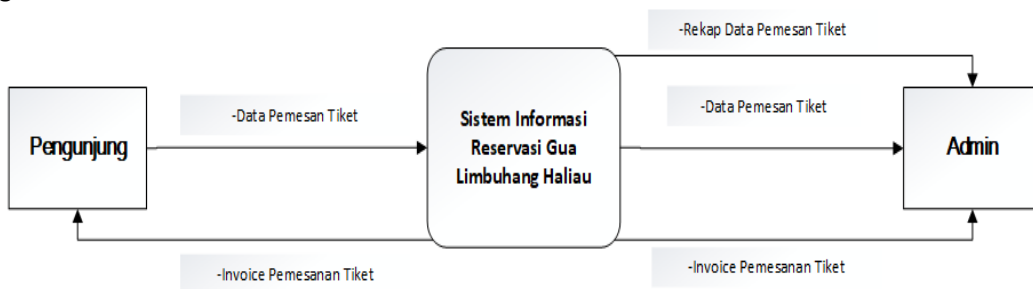 -Rekap Data Pemesan Tiket
-Data Pemesan Tiket
-Data Pemesan Tiket
Pengunjung
Sistem Informasi
Reservasi Gua
Limbuhang Haliau
Admin
-Invoice Pemesanan Tiket
-Invoice Pemesanan Tiket